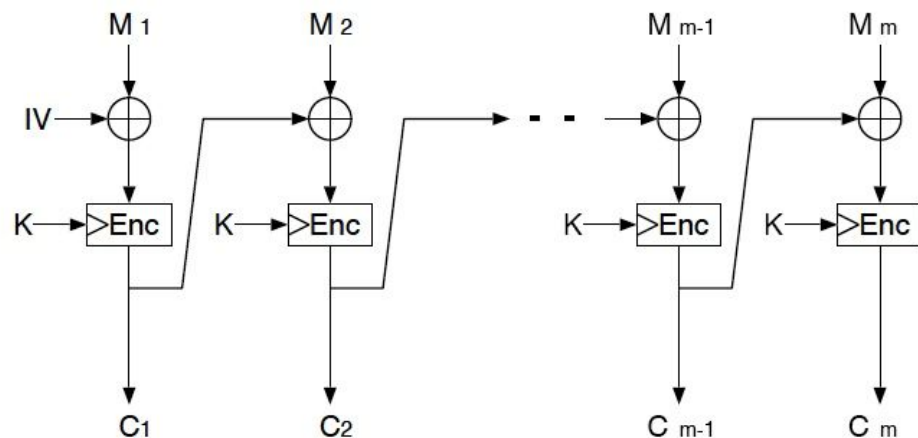 M 1 M 2 M m-1 M m
IV
K Enc K Enc K Enc K Enc
C1 C2 C m-1 C m